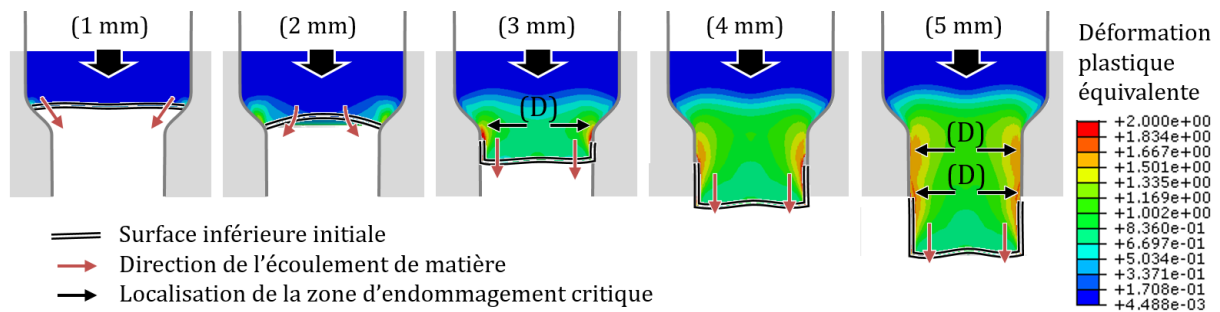 (1 mm)
(2 mm)
(3 mm)
(4 mm)
(5 mm)
(D)
(D)
(D)
Déformation
plastique
équivalente
+2.000e+00
+1.834e+00
+1.667e+00
+1.501e+00
+1.335e+00
+1.169e+00
+1.002e+00
+8.360e-01
+6.697e-01
+5.034e-01
+3.371e-01
+1.708e-01
+4.488e-03
Surface inférieure initiale
Direction de l'écoulement de matière
Localisation de la zone d'endommagement critique